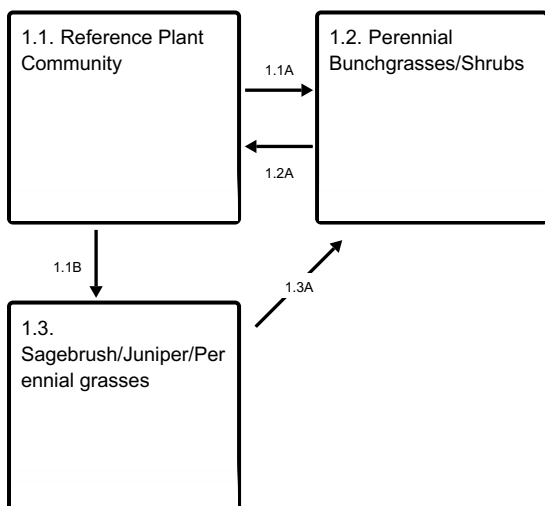 1.1. Reference Plant
Community
1.2. Perennial
Bunchgrasses/Shrubs
1.1A
1.2A
1.1B
1.3A
1.3.
Sagebrush/Juniper/Per
ennial grasses